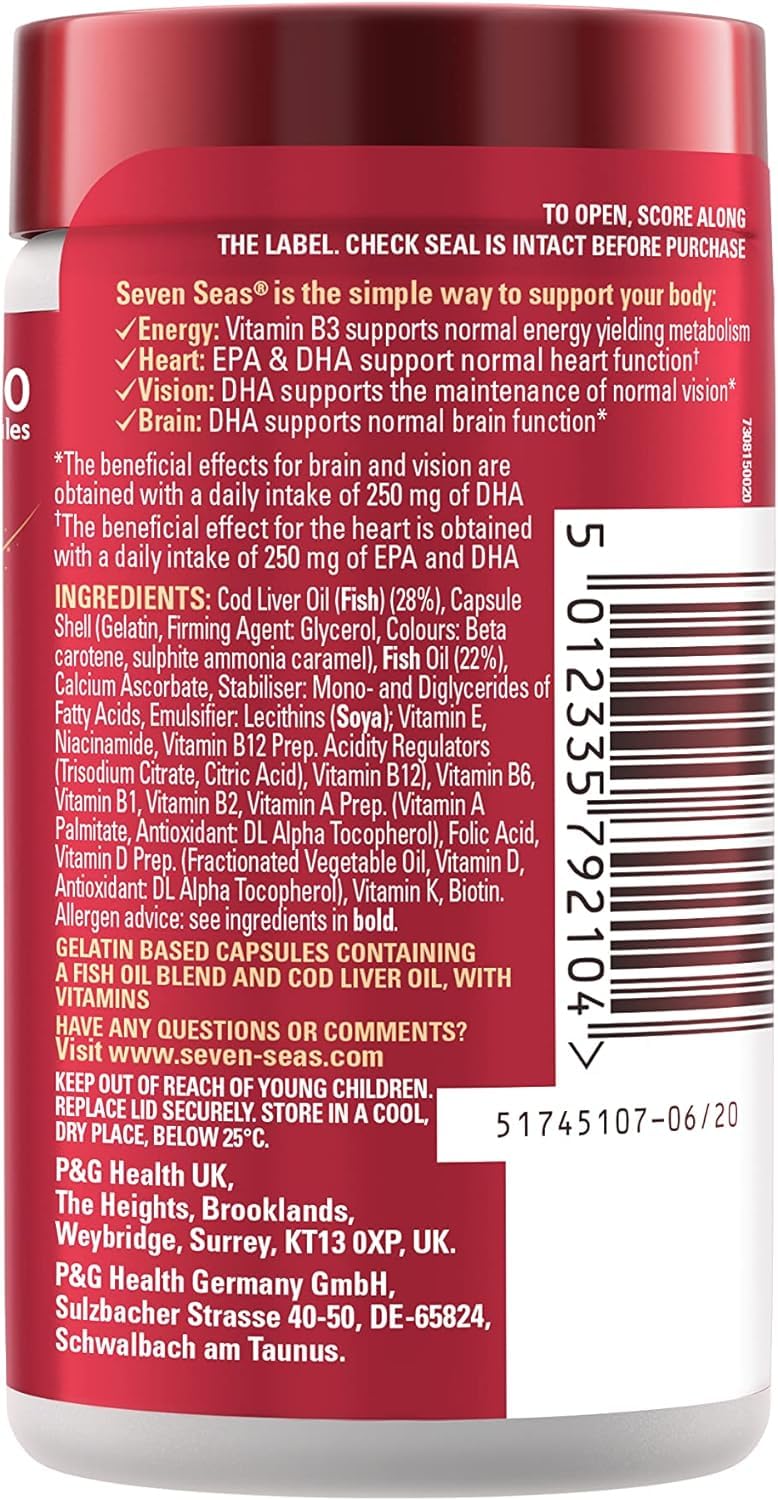 TO OPEN, SCORE ALONG
THE LABEL. CHECK SEAL IS INTACT BEFORE PURCHASE
Seven Seas® is the simple way to support your body:
✓Energy: Vitamin B3 supports normal energy yielding metabolism
✓Heart: EPA & DHA support normal heart function†
✓Vision: DHA supports the maintenance of normal vision*
✓Brain: DHA supports normal brain function*
*The beneficial effects for brain and vision are
obtained with a daily intake of 250 mg of DHA
†The beneficial effect for the heart is obtained
with a daily intake of 250 mg of EPA and DHA
INGREDIENTS: Cod Liver Oil (Fish) (28%), Capsule
Shell (Gelatin, Firming Agent: Glycerol, Colours: Beta
carotene, sulphite ammonia caramel), Fish Oil (22%),
Calcium Ascorbate, Stabiliser: Mono- and Diglycerides of
Fatty Acids, Emulsifier: Lecithins (Soya); Vitamin E,
Niacinamide, Vitamin B12 Prep. Acidity Regulators
(Trisodium Citrate, Citric Acid), Vitamin B12), Vitamin B6,
Vitamin B1, Vitamin B2, Vitamin A Prep. (Vitamin A
Palmitate, Antioxidant: DL Alpha Tocopherol), Folic Acid,
Vitamin D Prep. (Fractionated Vegetable Oil, Vitamin D,
Antioxidant: DL Alpha Tocopherol), Vitamin K, Biotin.
Allergen advice: see ingredients in bold.
GELATIN BASED CAPSULES CONTAINING
A FISH OIL BLEND AND COD LIVER OIL, WITH
VITAMINS
HAVE ANY QUESTIONS OR COMMENTS?
Visit www.seven-seas.com
KEEP OUT OF REACH OF YOUNG CHILDREN.
REPLACE LID SECURELY. STORE IN A COOL,
DRY PLACE, BELOW 25°C.
P&G Health UK,
The Heights, Brooklands,
Weybridge, Surrey, KT13 0XP, UK.
P&G Health Germany GmbH,
Sulzbacher Strasse 40-50, DE-65824,
Schwalbach am Taunus.
7308150020
5 012335 792104 >
51745107-06/20